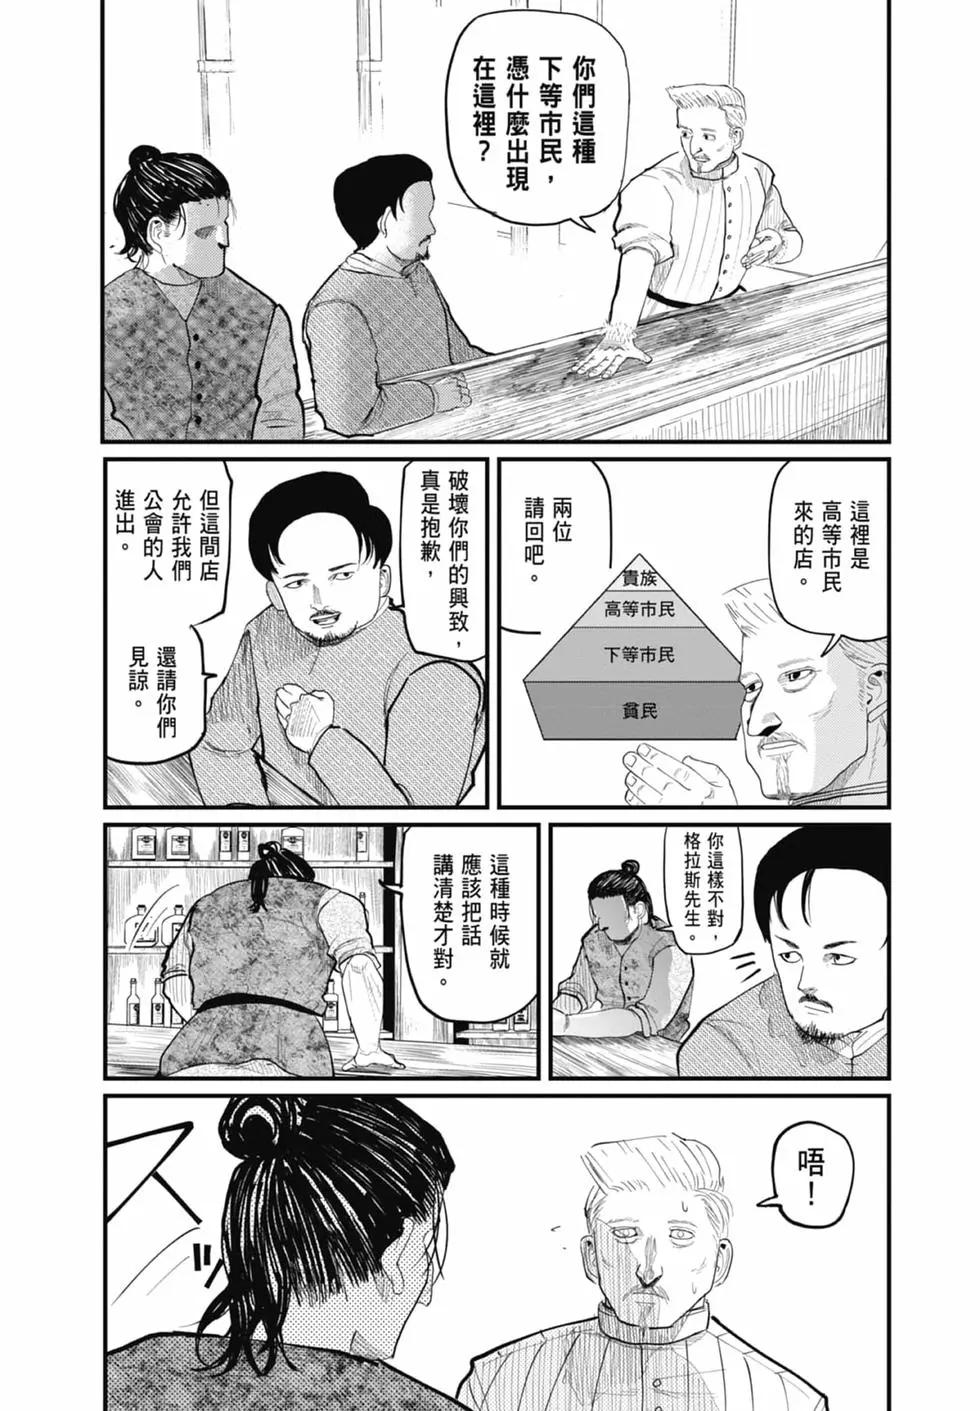 你們這種
下等市民，
憑什麼出現
在這裡？
這裡是
高等市民
來的店。
貴族
高等市民
下等市民
貧民
兩位
請回吧。
破壞你們的興致，
真是抱歉，
但這間店
允許我們
公會的人
進出。
還請你們
見諒。
你這樣不對，
格拉斯先生。
這種時候就
應該把話
講清楚才對。
唔！